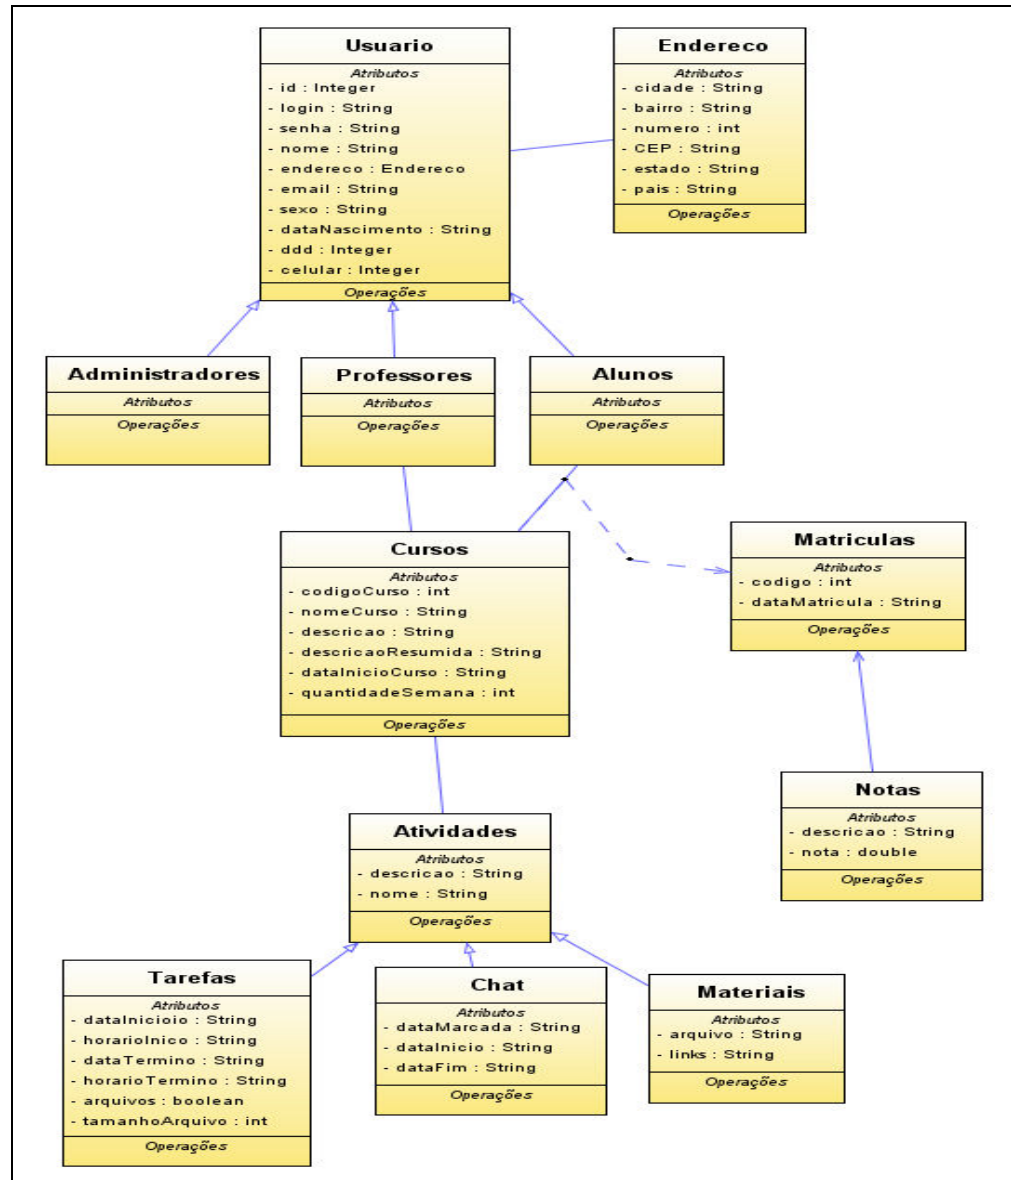 Usuario
Atributos
- id : Integer
- login : String
- senha : String
- nome : String
- endereco : Endereco
- email : String
- sexo : String
- dataNascimento : String
- ddd : Integer
- celular : Integer
Operações
Endereco
Atributos
- cidade : String
- bairro : String
- numero : int
- CEP : String
- estado : String
- pais : String
Operações
Administradores
Atributos
Operações
Professores
Atributos
Operações
Alunos
Atributos
Operações
Cursos
Atributos
- codigoCurso : int
- nomeCurso : String
- descricao : String
- descricaoResumida : String
- dataInicioCurso : String
- quantidadeSemana : int
Operações
Matriculas
Atributos
- codigo : int
- dataMatricula : String
Operações
Notas
Atributos
- descricao : String
- nota : double
Operações
Atividades
Atributos
- descricao : String
- nome : String
Operações
Tarefas
Atributos
- dataInicioio : String
- horarioInico : String
- dataTermino : String
- horarioTermino : String
- arquivos : boolean
- tamanhoArquivo : int
Operações
Chat
Atributos
- dataMarcada : String
- dataInicio : String
- dataFim : String
Operações
Materiais
Atributos
- arquivo : String
- links : String
Operações